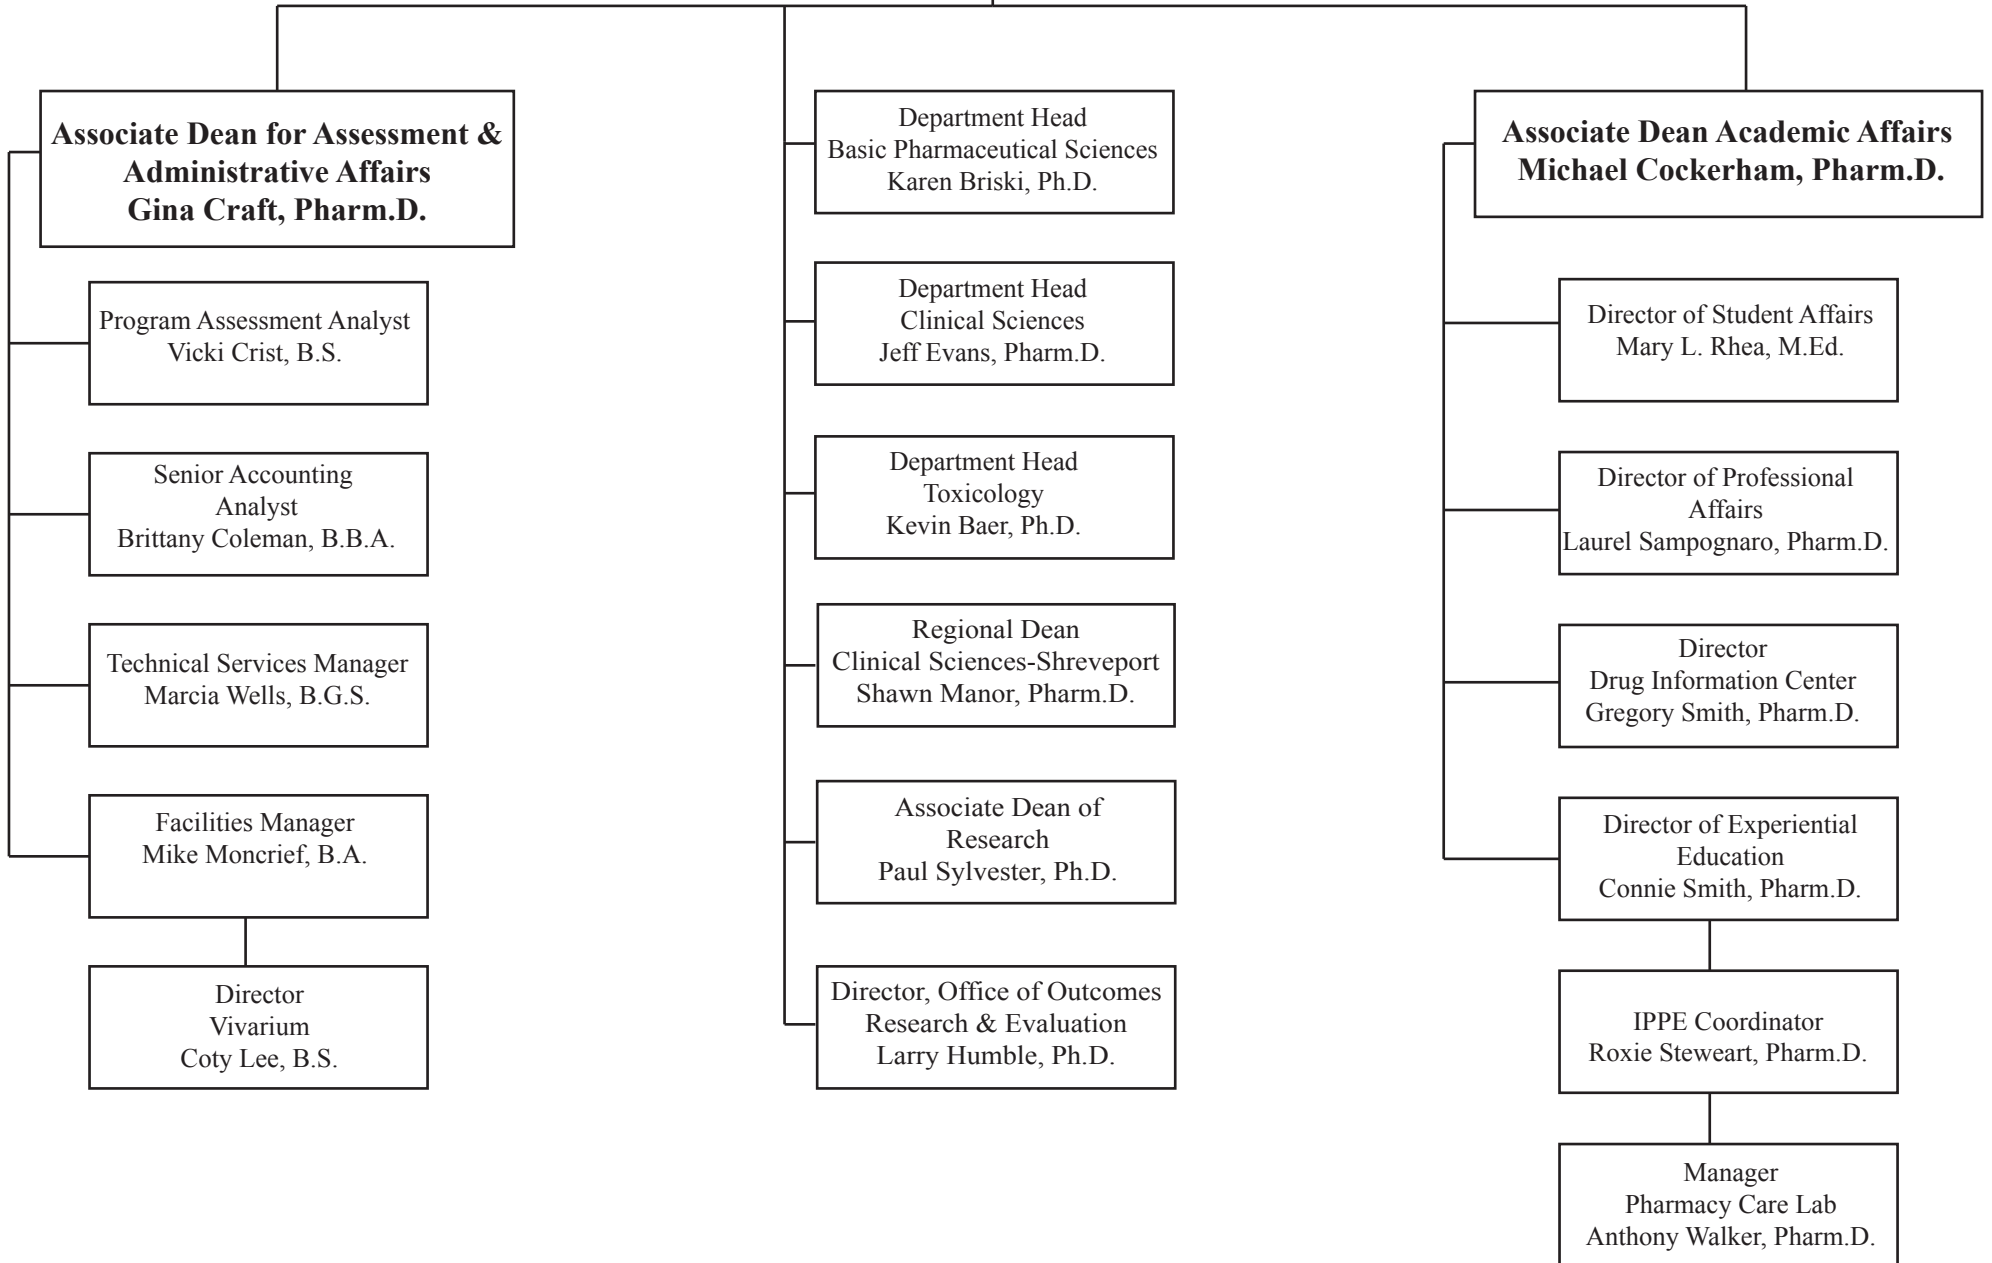 Associate Dean for Assessment &
Administrative Affairs
Gina Craft, Pharm.D.
Program Assessment Analyst
Vicki Crist, B.S.
Senior Accounting
Analyst
Brittany Coleman, B.B.A.
Technical Services Manager
Marcia Wells, B.G.S.
Facilities Manager
Mike Moncrief, B.A.
Director
Vivarium
Coty Lee, B.S.
Department Head
Basic Pharmaceutical Sciences
Karen Briski, Ph.D.
Department Head
Clinical Sciences
Jeff Evans, Pharm.D.
Department Head
Toxicology
Kevin Baer, Ph.D.
Regional Dean
Clinical Sciences-Shreveport
Shawn Manor, Pharm.D.
Associate Dean of
Research
Paul Sylvester, Ph.D.
Director, Office of Outcomes
Research & Evaluation
Larry Humble, Ph.D.
Associate Dean Academic Affairs
Michael Cockerham, Pharm.D.
Director of Student Affairs
Mary L. Rhea, M.Ed.
Director of Professional
Affairs
Laurel Sampognaro, Pharm.D.
Director
Drug Information Center
Gregory Smith, Pharm.D.
Director of Experiential
Education
Connie Smith, Pharm.D.
IPPE Coordinator
Roxie Steweart, Pharm.D.
Manager
Pharmacy Care Lab
Anthony Walker, Pharm.D.